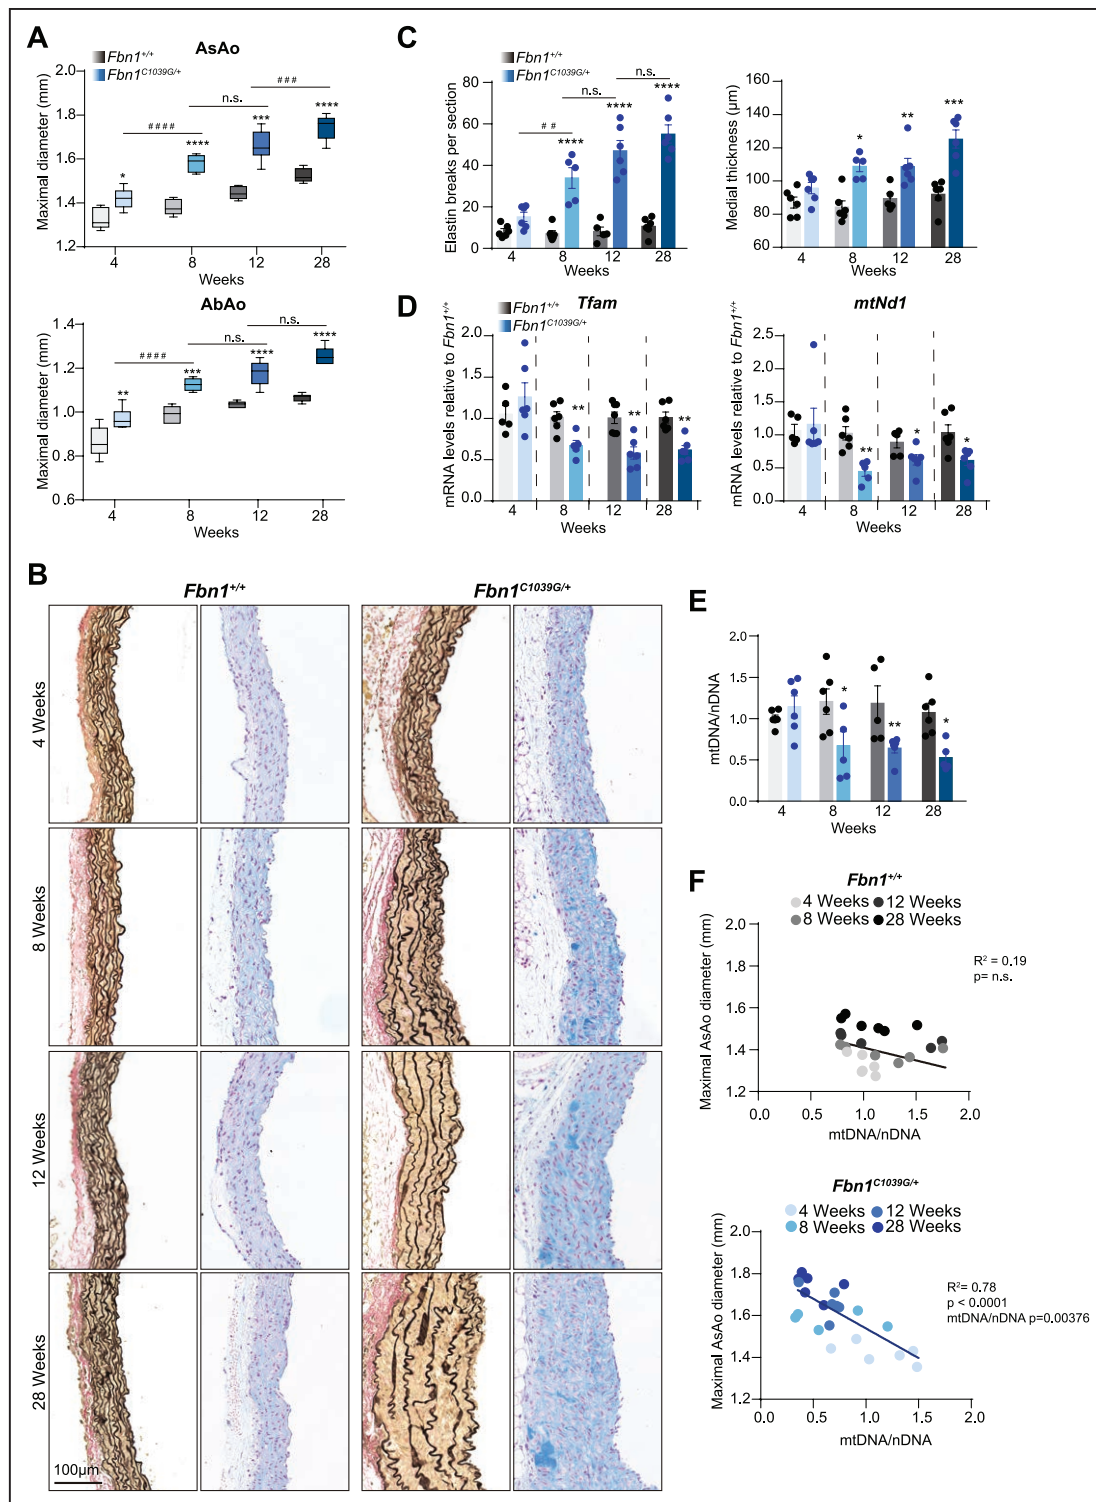 A
AsAo
Fbn1+/+
Fbn1C1039G/+
Maximal diameter (mm)
2.0
1.8
1.6
1.4
1.2
*
####
****
n.s.
***
###
****
4 8 12 28
Weeks
AbAo
Maximal diameter (mm)
1.4
1.2
1.0
0.8
0.6
**
####
***
n.s.
****
n.s.
****
4 8 12 28
Weeks
C
Fbn1+/+
Fbn1C1039G/+
Elastin breaks per section
80
60
40
20
0
##
****
n.s.
****
n.s.
****
4 8 12 28
Weeks
Medial thickness (µm)
160
140
120
100
80
60
*
**
***
4 8 12 28
Weeks
D
Fbn1+/+
Fbn1C1039G/+
Tfam
mRNA levels relative to Fbn1+/+
2.0
1.5
1.0
0.5
0.0
**
**
**
4 8 12 28
Weeks
mtNd1
mRNA levels relative to Fbn1+/+
2.5
2.0
1.5
1.0
0.5
0.0
**
*
*
4 8 12 28
Weeks
B
Fbn1+/+ Fbn1C1039G/+
4 Weeks
8 Weeks
12 Weeks
28 Weeks
100µm
E
mtDNA/nDNA
2.0
1.5
1.0
0.5
0.0
*
**
*
4 8 12 28
Weeks
F
Fbn1+/+
4 Weeks 12 Weeks
8 Weeks 28 Weeks
Maximal AsAo diameter (mm)
2.0
1.8
1.6
1.4
1.2
R2 = 0.19
p= n.s.
0.0 0.5 1.0 1.5 2.0
mtDNA/nDNA
Fbn1C1039G/+
4 Weeks 12 Weeks
8 Weeks 28 Weeks
Maximal AsAo diameter (mm)
2.0
1.8
1.6
1.4
1.2
R2= 0.78
p < 0.0001
mtDNA/nDNA p=0.00376
0.0 0.5 1.0 1.5 2.0
mtDNA/nDNA